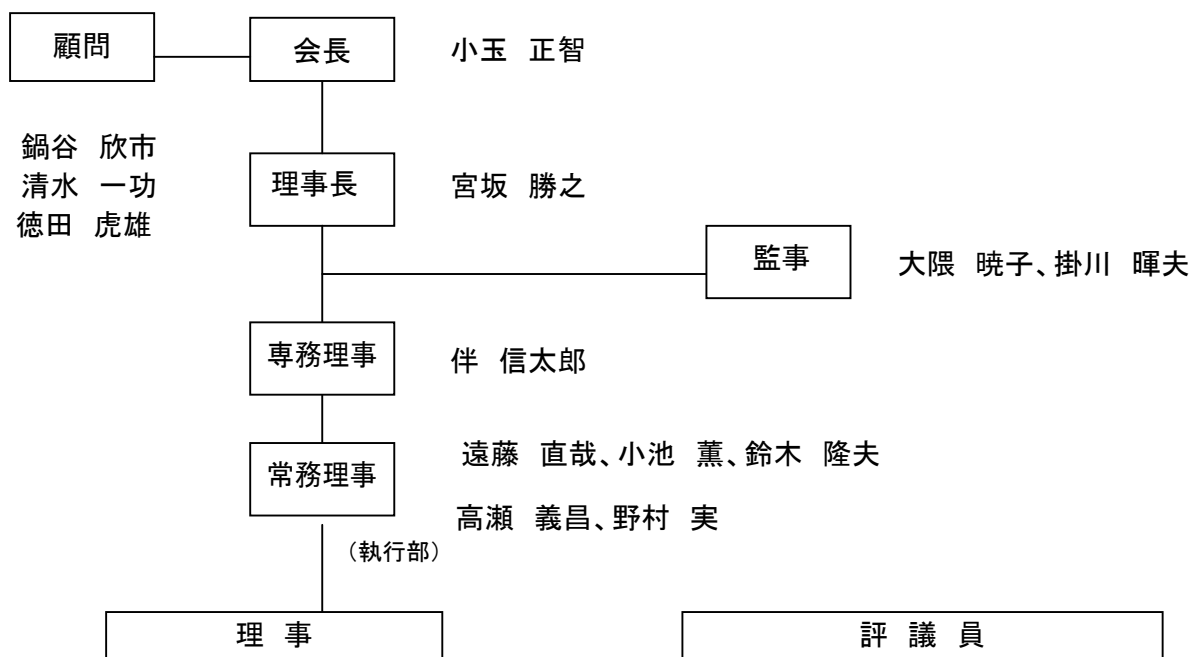 顧問
会長
小玉 正智
鍋谷 欣市
清水 一功
徳田 虎雄
理事長
宮坂 勝之
監事
大隈 暁子、掛川 暉夫
専務理事
伴 信太郎
常務理事
遠藤 直哉、小池 薫、鈴木 隆夫
高瀬 義昌、野村 実
（執行部）
理 事
評 議 員